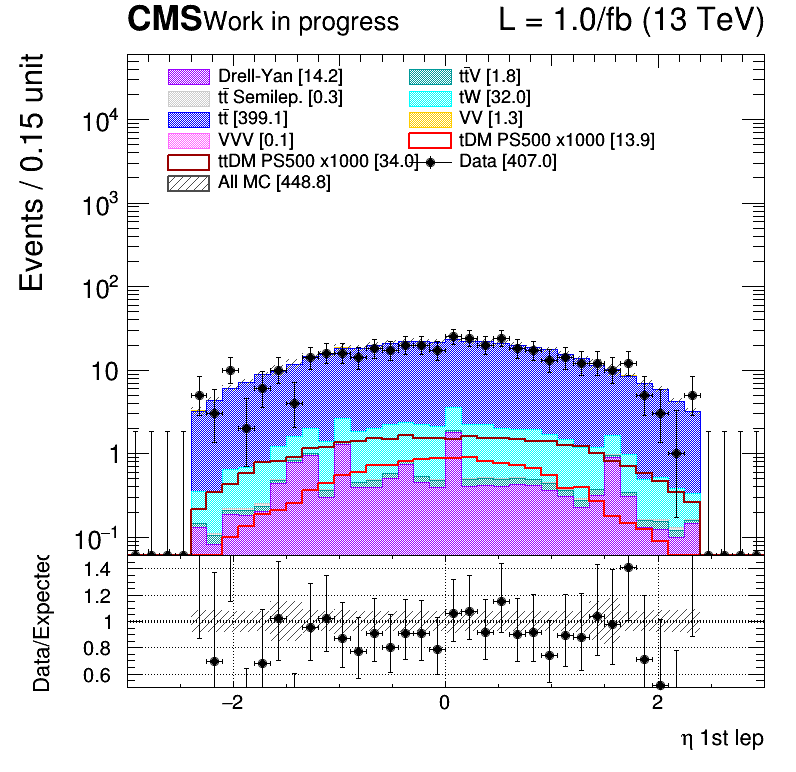 CMS Work in progress L = 1.0/fb (13 TeV)
Events / 0.15 unit
Drell-Yan [14.2] tt̄V [1.8]
tt̄ Semilep. [0.3] tW [32.0]
tt̄ [399.1] VV [1.3]
VVV [0.1] tDM PS500 x1000 [13.9]
ttDM PS500 x1000 [34.0] Data [407.0]
All MC [448.8]
10⁴
10³
10²
10
1
10⁻¹
Data/Expected
1.4
1.2
1
0.8
0.6
−2 0 2
η 1st lep